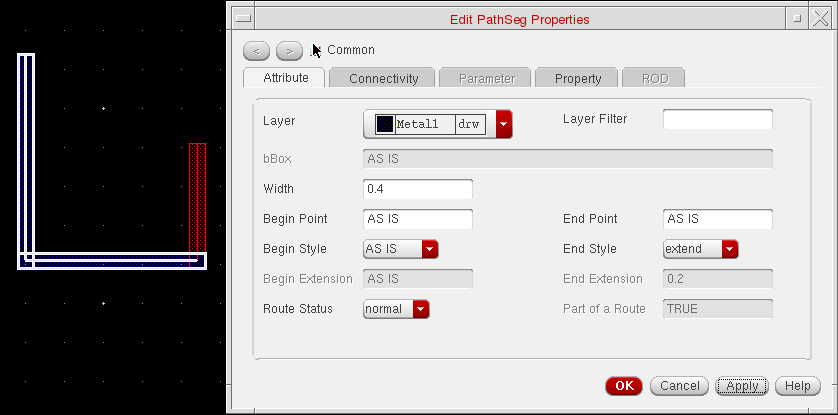 Edit PathSeg Properties
< > Common
Attribute Connectivity Parameter Property ROD
Layer Metal1 drw Layer Filter
bBox AS IS
Width 0.4
Begin Point AS IS End Point AS IS
Begin Style AS IS End Style extend
Begin Extension AS IS End Extension 0.2
Route Status normal Part of a Route TRUE
OK Cancel Apply Help